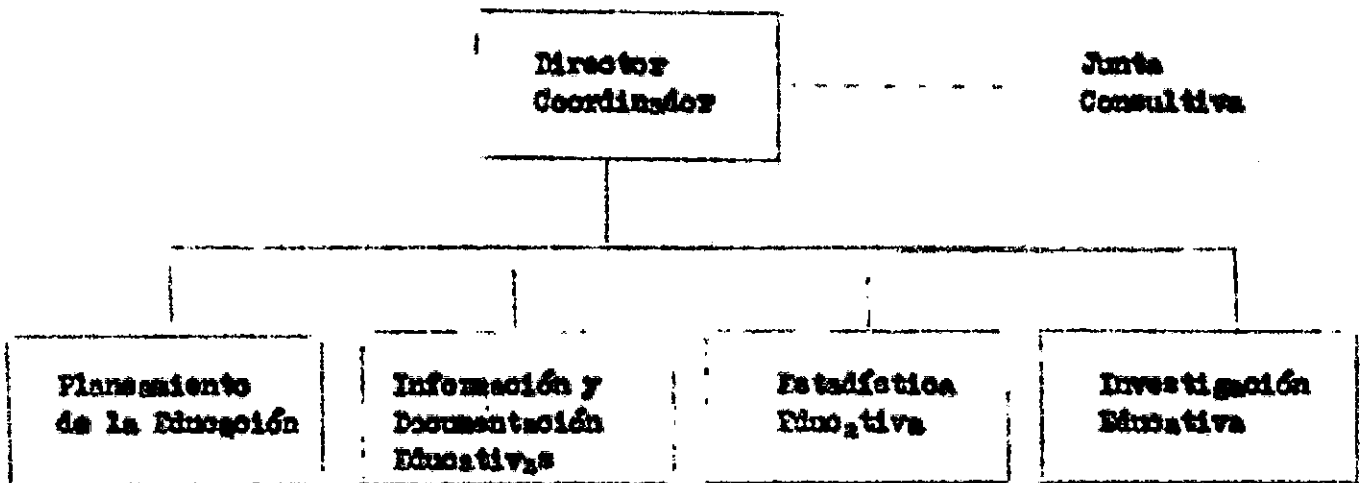 Director
Coordinador
Junta
Consultiva
Planeamiento
de la Educación
Información y
Documentación
Educativas
Estadística
Educativa
Investigación
Educativa